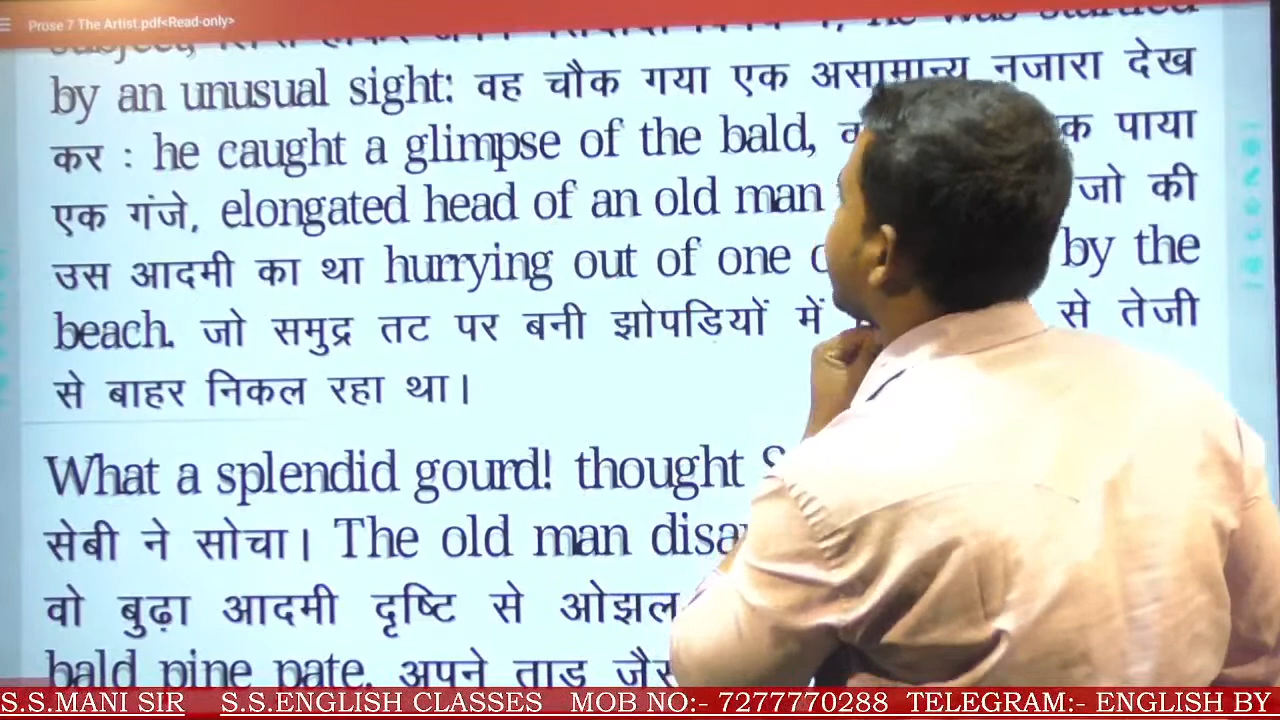 Prose 7 The Artist.pdf<Read-only>
by an unusual sight: वह चौक गया एक असामान्य नजारा देख
कर : he caught a glimpse of the bald, पाया
एक गंजे, elongated head of an old man जो की
उस आदमी का था hurrying out of one by the
beach. जो समुद्र तट पर बनी झोपड़ियों में से तेजी
से बाहर निकल रहा था।
What a splendid gourd! thought
सेबी ने सोचा। The old man
वो बुढ़ा आदमी दृष्टि से ओझल
bald pine pate. अपने ताड़
S.S.MANI SIR S.S.ENGLISH CLASSES MOB NO:- 7277770288 TELEGRAM:- ENGLISH BY